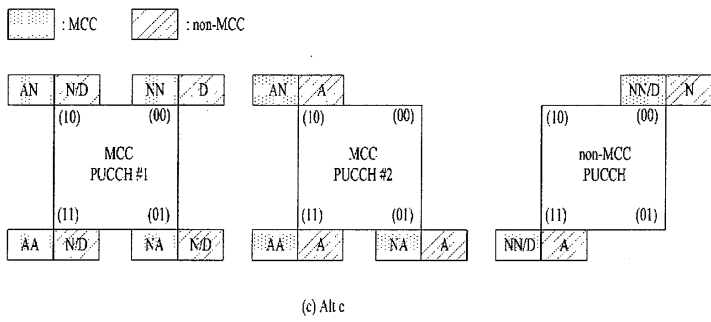 : MCC : non-MCC
AN N/D NN D AN A NN/D N
(10) (00) (10) (00) (10) (00)
MCC MCC non-MCC
PUCCH #1 PUCCH #2 PUCCH
(11) (01) (11) (01) (11) (01)
AA N/D NA N/D AA A NA A NN/D A
(c) Alt c